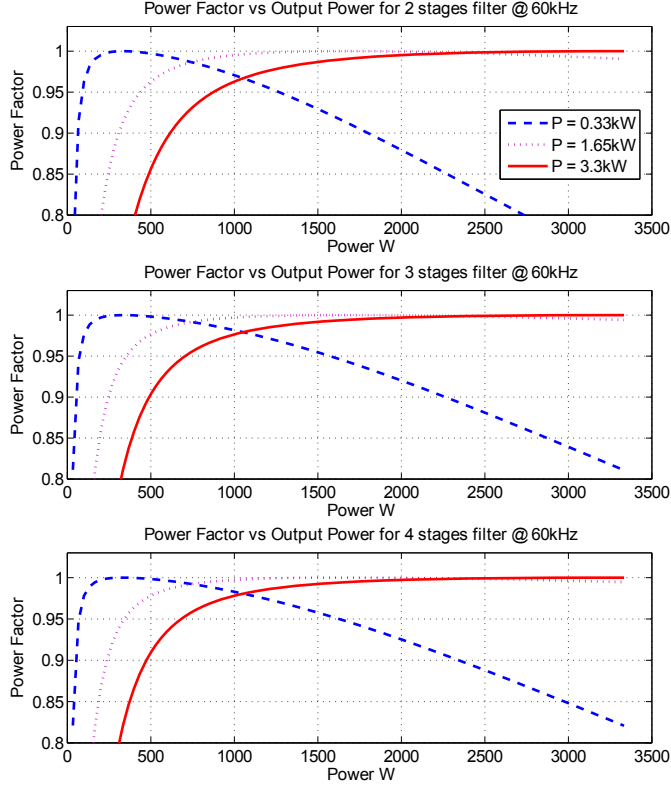 Power Factor vs Output Power for 2 stages filter @ 60kHz
1
0.95
0.9
0.85
0.8
Power Factor
P = 0.33kW
P = 1.65kW
P = 3.3kW
0 500 1000 1500 2000 2500 3000 3500
Power W
Power Factor vs Output Power for 3 stages filter @ 60kHz
1
0.95
0.9
0.85
0.8
Power Factor
0 500 1000 1500 2000 2500 3000 3500
Power W
Power Factor vs Output Power for 4 stages filter @ 60kHz
1
0.95
0.9
0.85
0.8
Power Factor
0 500 1000 1500 2000 2500 3000 3500
Power W